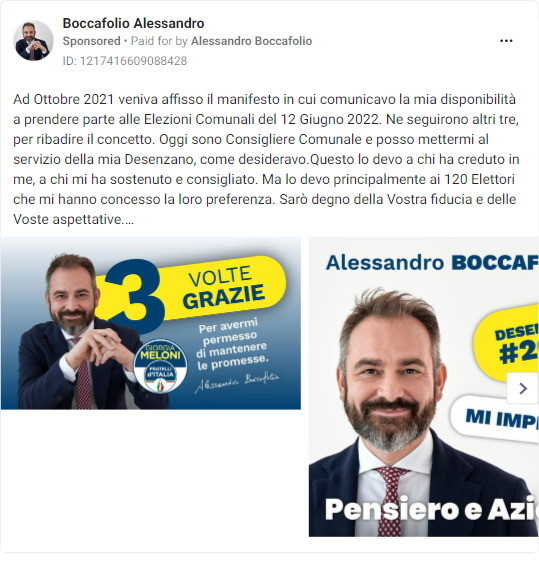 Boccafolio Alessandro
Sponsored • Paid for by Alessandro Boccafolio
ID: 1217416609088428
Ad Ottobre 2021 veniva affisso il manifesto in cui comunicavo la mia disponibilità
a prendere parte alle Elezioni Comunali del 12 Giugno 2022. Ne seguirono altri tre,
per ribadire il concetto. Oggi sono Consigliere Comunale e posso mettermi al
servizio della mia Desenzano, come desideravo.Questo lo devo a chi ha creduto in
me, a chi mi ha sostenuto e consigliato. Ma lo devo principalmente ai 120 Elettori
che mi hanno concesso la loro preferenza. Sarò degno della Vostra fiducia e delle
Voste aspettative....
3 VOLTE
GRAZIE
Per avermi
permesso
di mantenere
le promesse.
Alessandro Boccafolio
GIORGIA
MELONI
FRATELLI
d'ITALIA
Alessandro BOCCAF
DESEN
#2
MI IMP
Pensiero e Azi